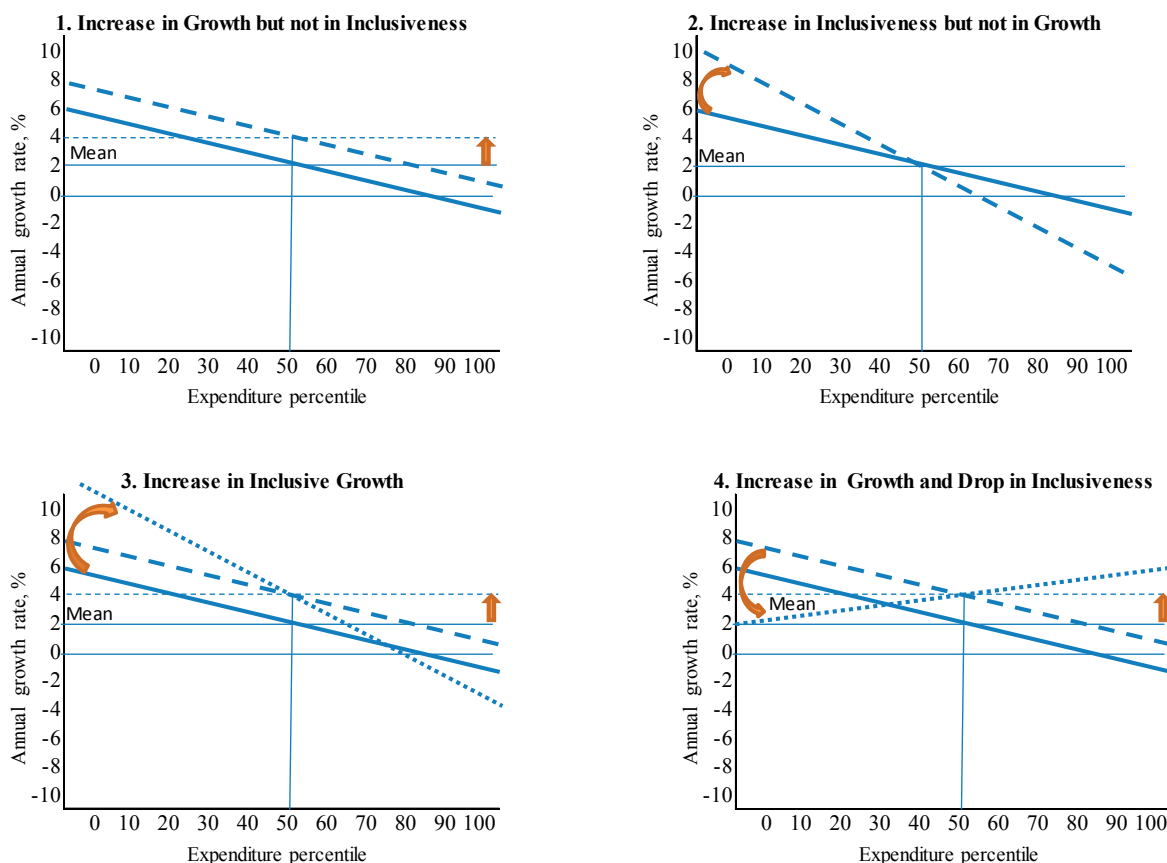 1. Increase in Growth but not in Inclusiveness
Annual growth rate, %
10
8
6
4
Mean
2
0
-2
-4
-6
-8
-10
0 10 20 30 40 50 60 70 80 90 100
Expenditure percentile
2. Increase in Inclusiveness but not in Growth
Annual growth rate, %
10
8
6
4
Mean
2
0
-2
-4
-6
-8
-10
0 10 20 30 40 50 60 70 80 90 100
Expenditure percentile
3. Increase in Inclusive Growth
Annual growth rate, %
10
8
6
4
Mean
2
0
-2
-4
-6
-8
-10
0 10 20 30 40 50 60 70 80 90 100
Expenditure percentile
4. Increase in Growth and Drop in Inclusiveness
Annual growth rate, %
10
8
6
4
Mean
2
0
-2
-4
-6
-8
-10
0 10 20 30 40 50 60 70 80 90 100
Expenditure percentile